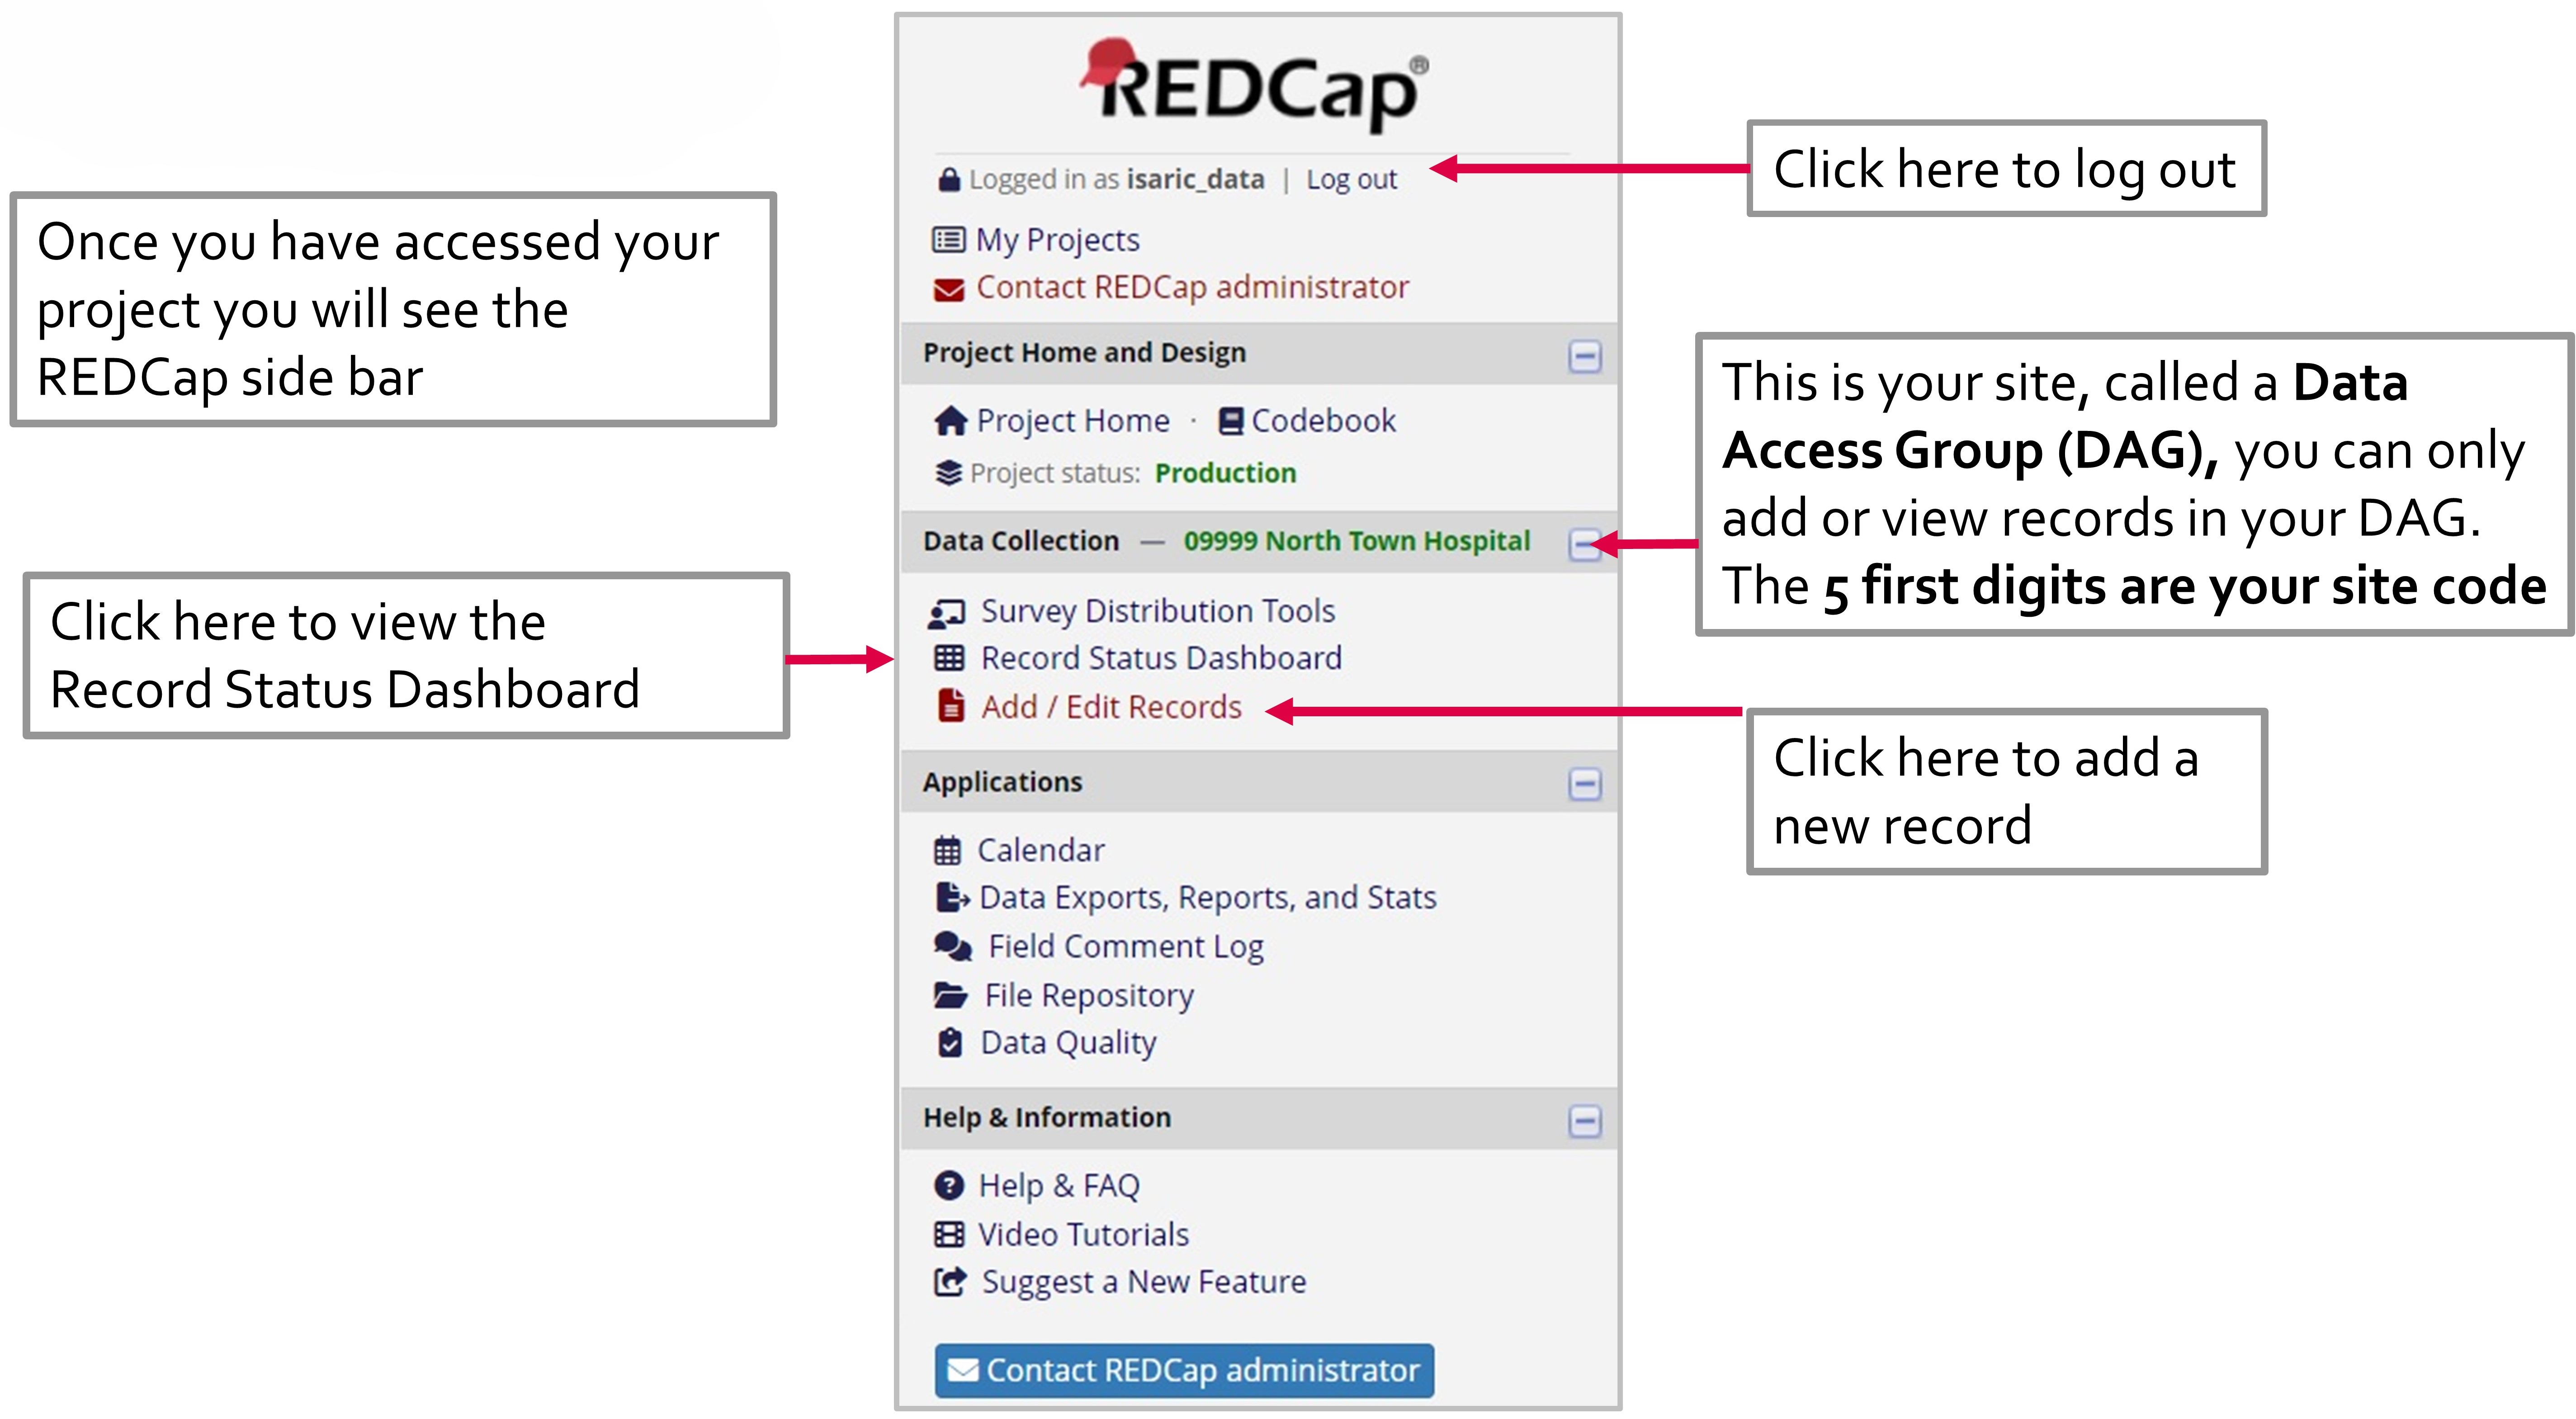 REDCap®
Logged in as isaric_data | Log out
My Projects
Contact REDCap administrator
Project Home and Design
Project Home · Codebook
Project status: Production
Data Collection — 09999 North Town Hospital
Survey Distribution Tools
Record Status Dashboard
Add / Edit Records
Applications
Calendar
Data Exports, Reports, and Stats
Field Comment Log
File Repository
Data Quality
Help & Information
Help & FAQ
Video Tutorials
Suggest a New Feature
Contact REDCap administrator
Once you have accessed your
project you will see the
REDCap side bar
Click here to view the
Record Status Dashboard
Click here to log out
This is your site, called a Data
Access Group (DAG), you can only
add or view records in your DAG.
The 5 first digits are your site code
Click here to add a
new record